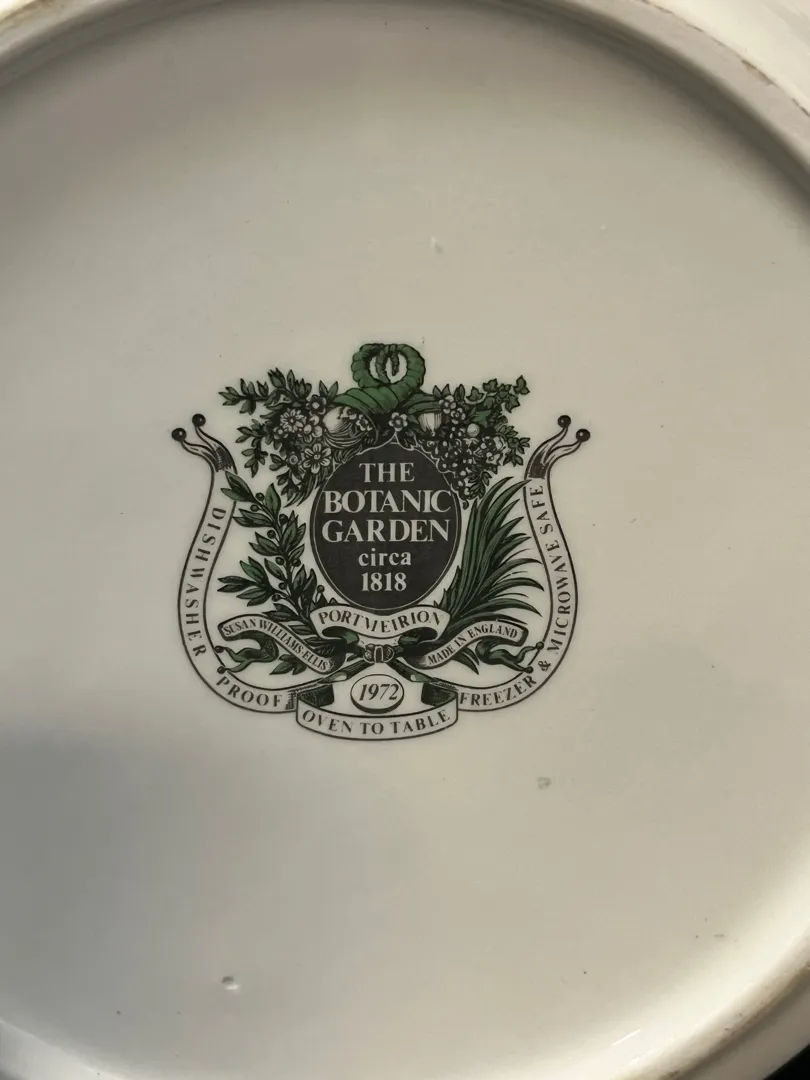 THE
BOTANIC
GARDEN
circa
1818
PORTMEIRION
SUSAN WILLIAMS-ELLIS
MADE IN ENGLAND
1972
DISHWASHER PROOF
OVEN TO TABLE
FREEZER & MICROWAVE SAFE